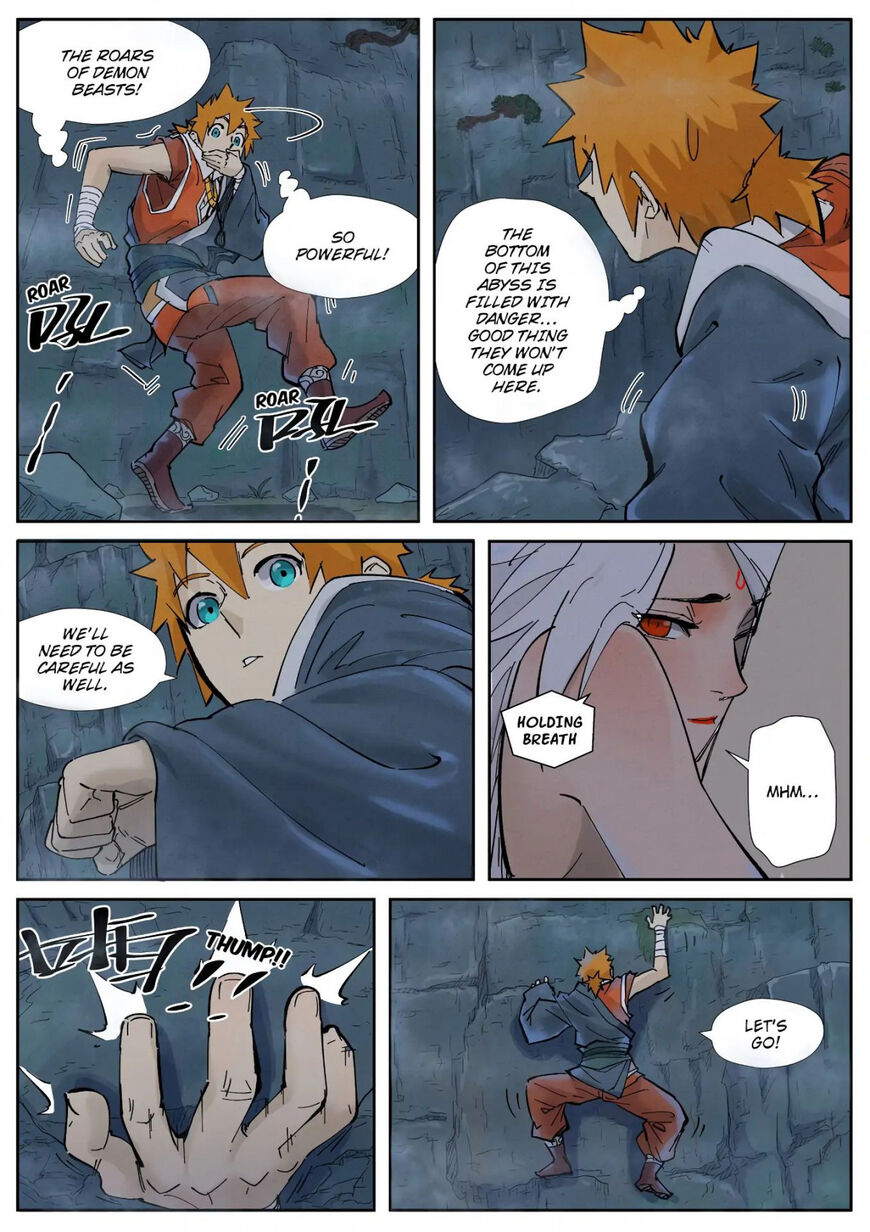 THE ROARS
OF DEMON
BEASTS!
SO
POWERFUL!
ROAR
ROAR
THE
BOTTOM
OF THIS
ABYSS IS
FILLED WITH
DANGER...
GOOD THING
THEY WON'T
COME UP
HERE.
WE'LL
NEED TO BE
CAREFUL AS
WELL.
HOLDING
BREATH
MHM...
THUMP!!
LET'S
GO!